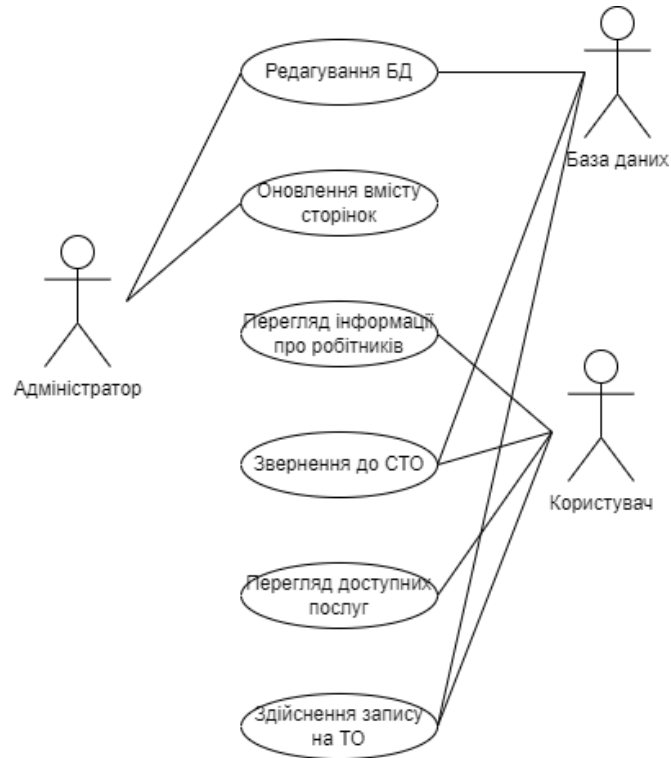 Редагування БД
База даних
Оновлення вмісту
сторінок
Перегляд інформації
про робітників
Адміністратор
Звернення до СТО
Користувач
Перегляд доступних
послуг
Здійснення запису
на ТО